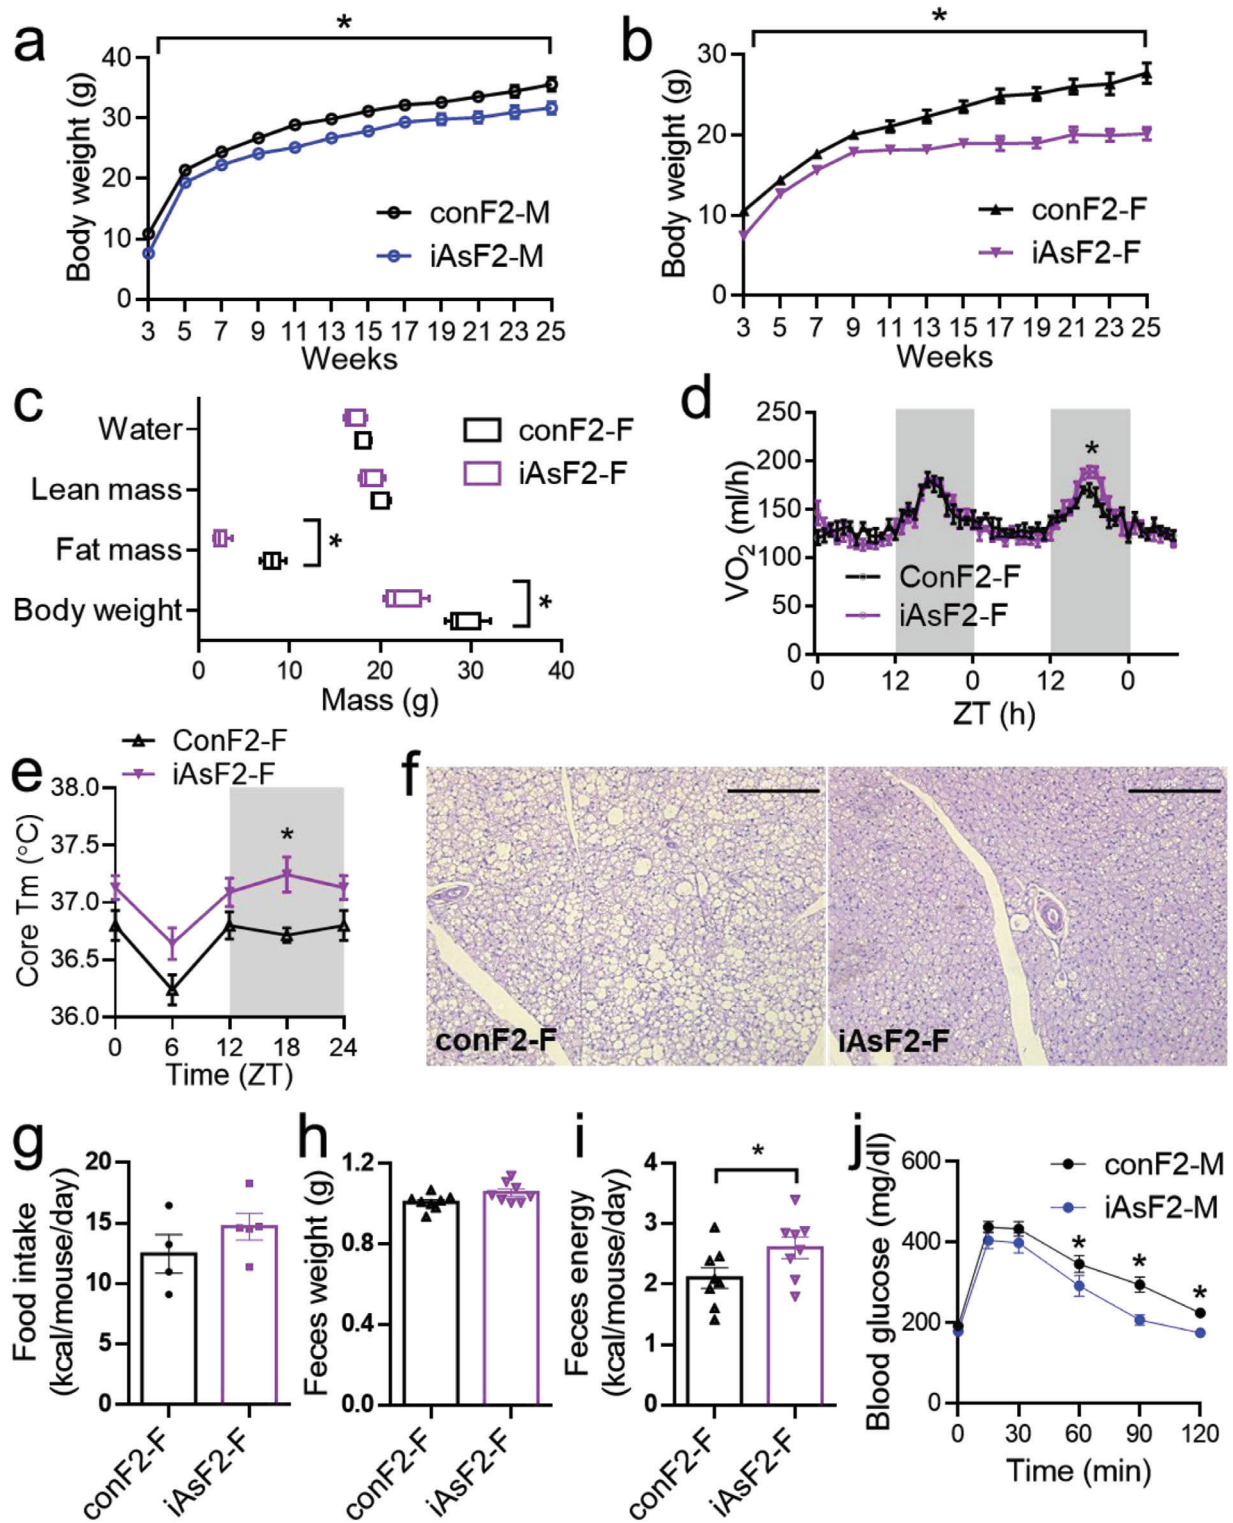 a
*
Body weight (g)
40
30
20
10
0
conF2-M
iAsF2-M
3 5 7 9 11 13 15 17 19 21 23 25
Weeks
b
*
Body weight (g)
30
20
10
0
conF2-F
iAsF2-F
3 5 7 9 11 13 15 17 19 21 23 25
Weeks
c
Water
Lean mass
Fat mass
Body weight
conF2-F
iAsF2-F
*
*
0 10 20 30 40
Mass (g)
d
VO2 (ml/h)
250
200
150
100
50
0
*
ConF2-F
iAsF2-F
0 12 0 12 0
ZT (h)
e
ConF2-F
iAsF2-F
Core Tm (°C)
38.0
37.5
37.0
36.5
36.0
*
0 6 12 18 24
Time (ZT)
f
conF2-F
iAsF2-F
g
Food intake
(kcal/mouse/day)
20
15
10
5
0
conF2-F
iAsF2-F
h
Feces weight (g)
1.2
0.8
0.4
0.0
conF2-F
iAsF2-F
i
Feces energy
(kcal/mouse/day)
4
3
2
1
0
*
conF2-F
iAsF2-F
j
Blood glucose (mg/dl)
600
400
200
0
conF2-M
iAsF2-M
*
*
*
0 30 60 90 120
Time (min)